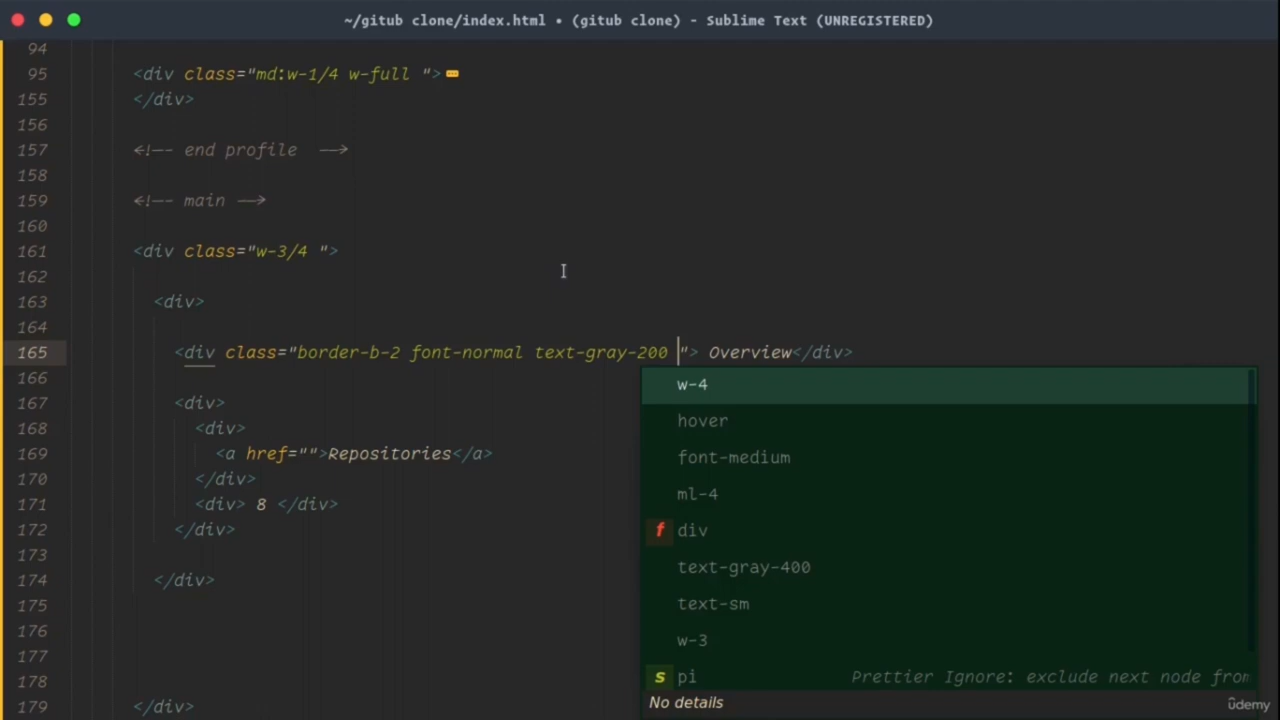 ~/gitub clone/index.html • (gitub clone) - Sublime Text (UNREGISTERED)
94
95 <div class="md:w-1/4 w-full ">
155 </div>
156
157 <!-- end profile -->
158
159 <!-- main -->
160
161 <div class="w-3/4 ">
162
163 <div>
164
165 <div class="border-b-2 font-normal text-gray-200 "> Overview</div>
166
167 <div>
168 <div>
169 <a href="">Repositories</a>
170 </div>
171 <div> 8 </div>
172 </div>
173
174 </div>
175
176
177
178
179 </div>
w-4
hover
font-medium
ml-4
f div
text-gray-400
text-sm
w-3
s pi Prettier Ignore: exclude next node from
No details
ûdemy